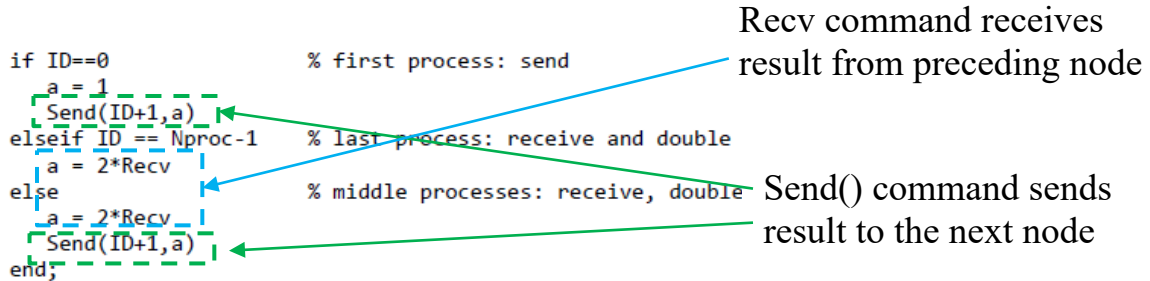 Recv command receives
result from preceding node
if ID==0                    % first process: send
   a = 1
   Send(ID+1,a)
elseif ID == Nproc-1    % last process: receive and double
   a = 2*Recv
else                        % middle processes: receive, double
   a = 2*Recv
   Send(ID+1,a)
end;
Send() command sends
result to the next node